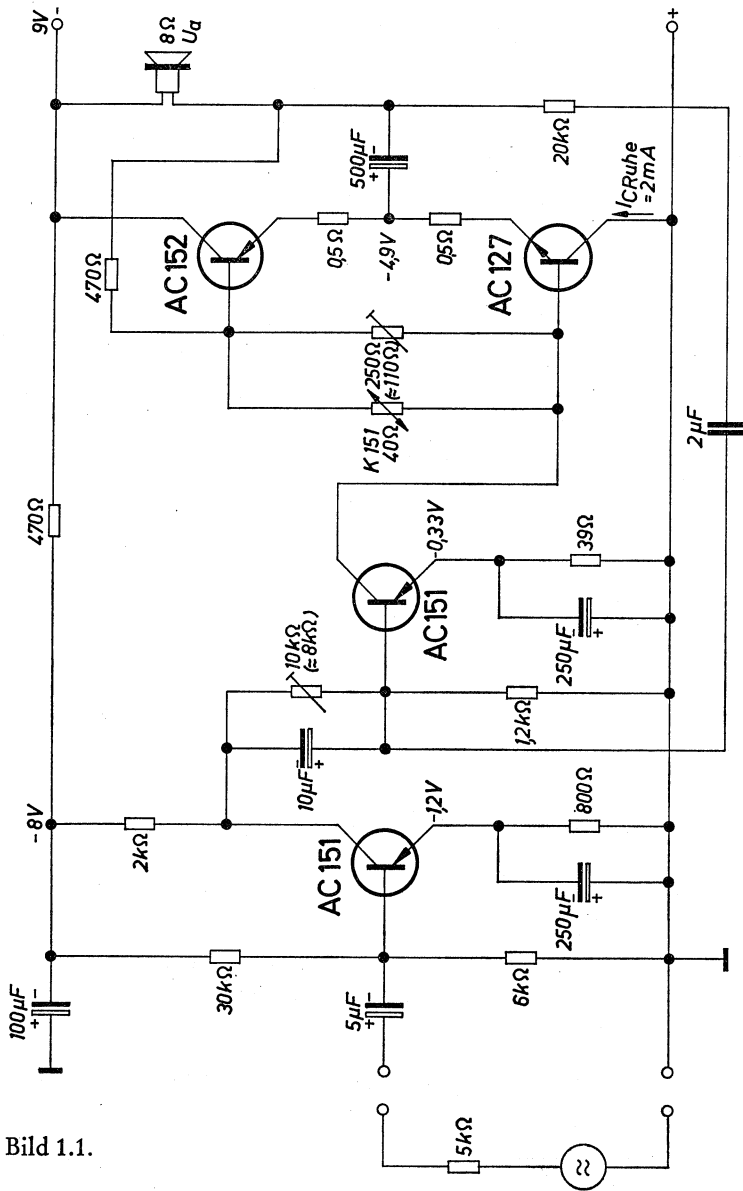 9V
-
8Ω
Ua
+
470Ω
AC152
0,5Ω
500µF
+
-
-4,9V
0,5Ω
20kΩ
ICRuhe
=2mA
AC127
250Ω
(≈110Ω)
K 151
40Ω
2µF
470Ω
AC151
-0,33V
39Ω
250µF
-
+
10kΩ
(≈8kΩ)
10µF
-
+
1,2kΩ
-8V
2kΩ
AC151
-1,2V
800Ω
250µF
-
+
100µF
+
-
30kΩ
5µF
+
-
6kΩ
5kΩ
≈
Bild 1.1.